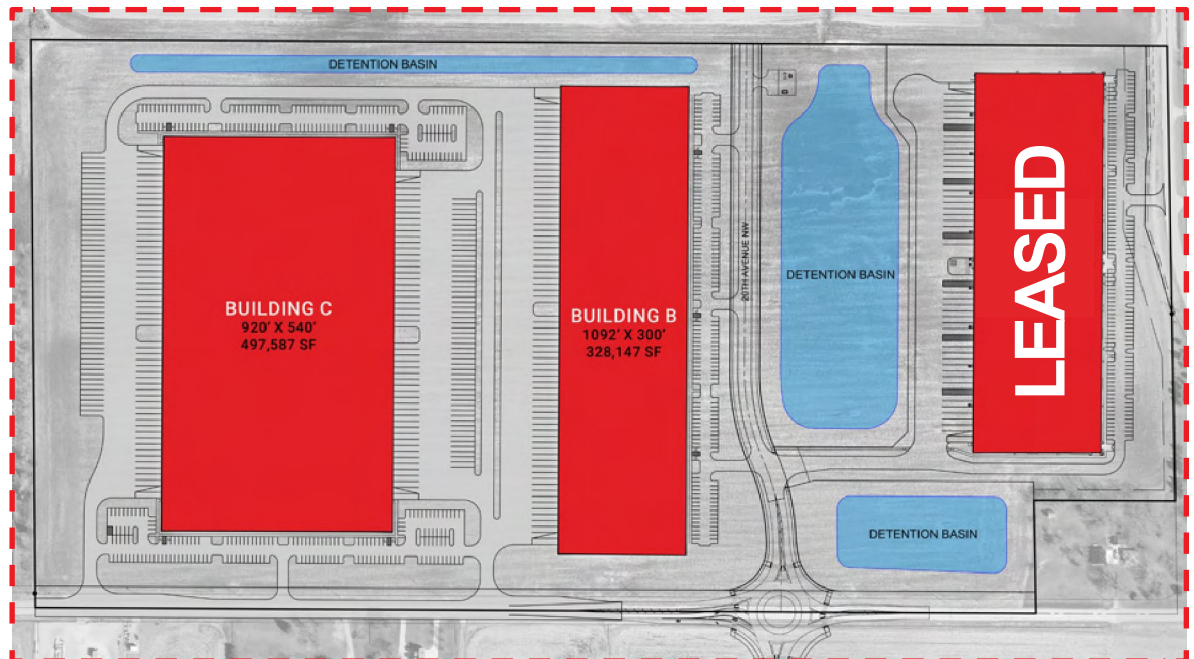 DETENTION BASIN
BUILDING C
920' X 540'
497,587 SF
BUILDING B
1092' X 300'
328,147 SF
20TH AVENUE NW
DETENTION BASIN
LEASED
DETENTION BASIN